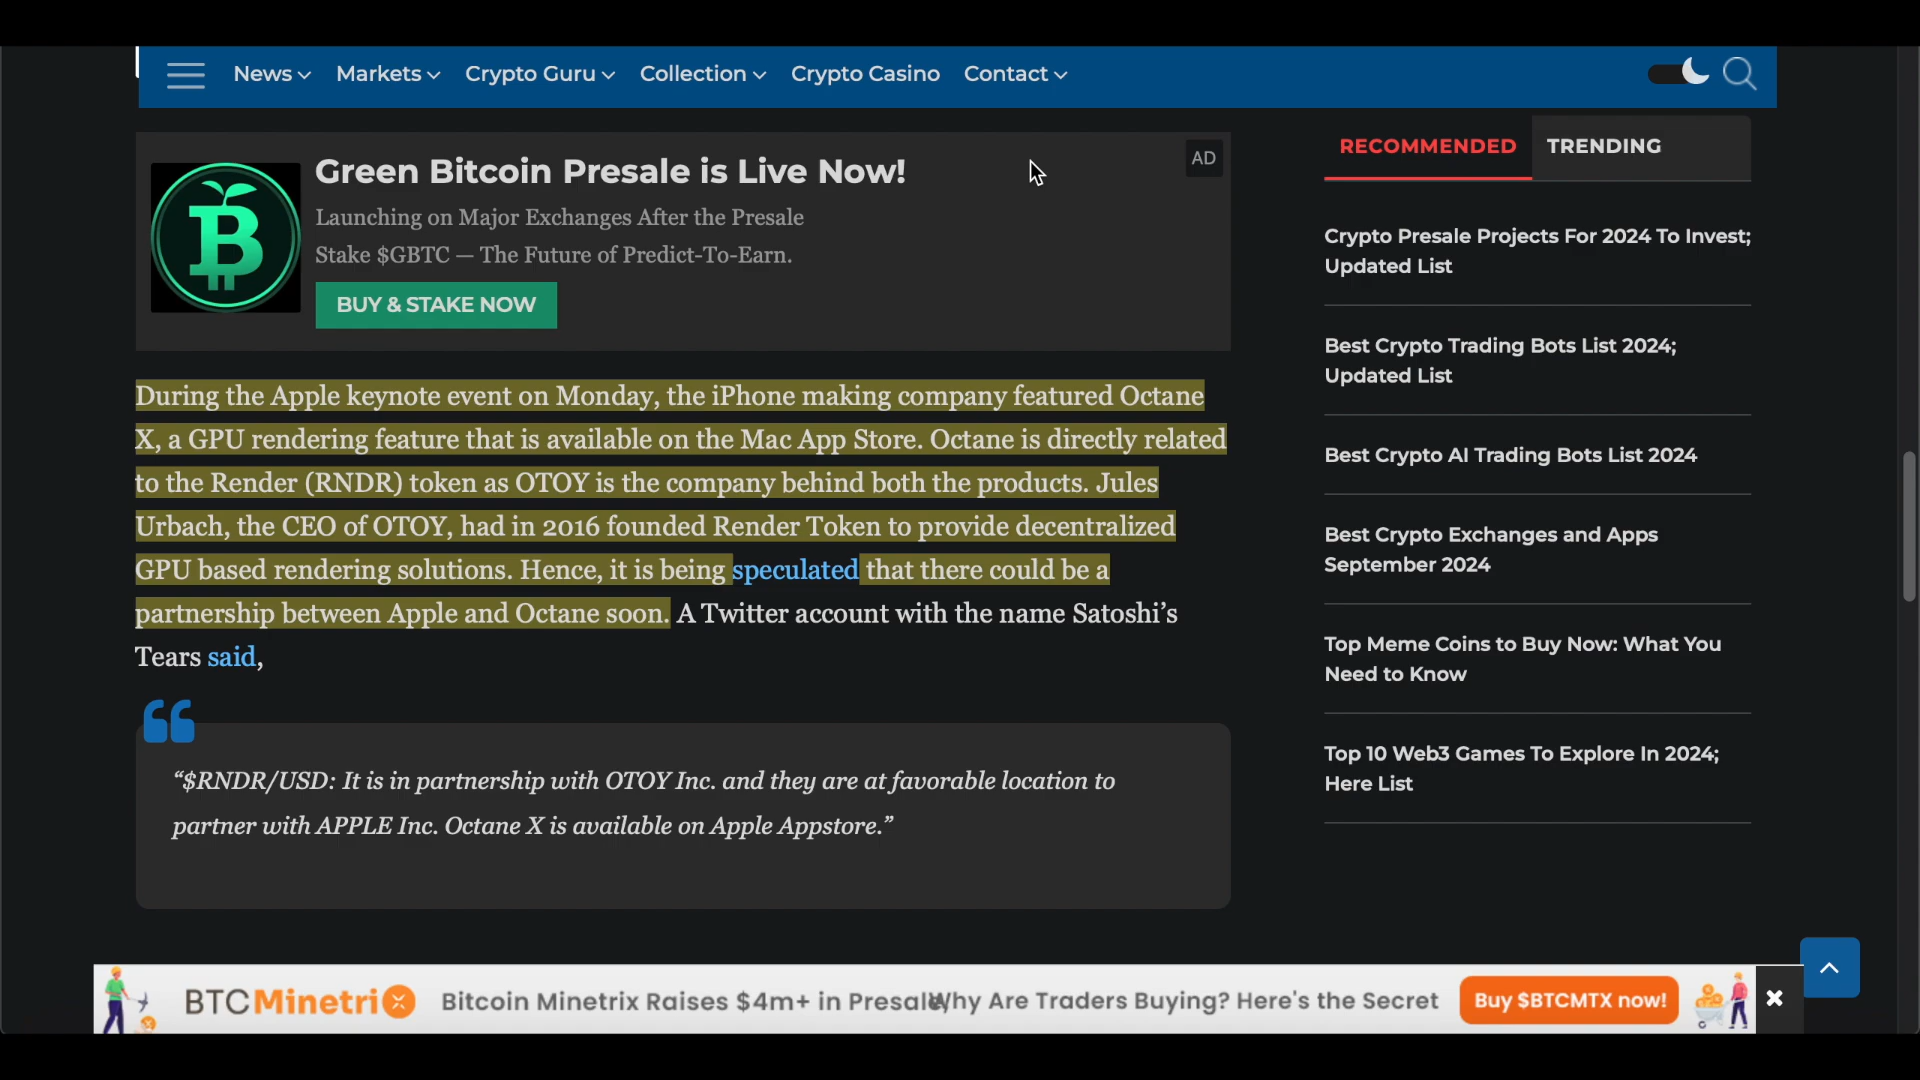 News
Markets
Crypto Guru
Collection
Crypto Casino
Contact
Green Bitcoin Presale is Live Now!
AD
Launching on Major Exchanges After the Presale
Stake $GBTC — The Future of Predict-To-Earn.
BUY & STAKE NOW
During the Apple keynote event on Monday, the iPhone making company featured Octane
X, a GPU rendering feature that is available on the Mac App Store. Octane is directly related
to the Render (RNDR) token as OTOY is the company behind both the products. Jules
Urbach, the CEO of OTOY, had in 2016 founded Render Token to provide decentralized
GPU based rendering solutions. Hence, it is being speculated that there could be a
partnership between Apple and Octane soon. A Twitter account with the name Satoshi’s
Tears said,
“$RNDR/USD: It is in partnership with OTOY Inc. and they are at favorable location to
partner with APPLE Inc. Octane X is available on Apple Appstore.”
RECOMMENDED
TRENDING
Crypto Presale Projects For 2024 To Invest;
Updated List
Best Crypto Trading Bots List 2024;
Updated List
Best Crypto AI Trading Bots List 2024
Best Crypto Exchanges and Apps
September 2024
Top Meme Coins to Buy Now: What You
Need to Know
Top 10 Web3 Games To Explore In 2024;
Here List
BTCMinetrix
Bitcoin Minetrix Raises $4m+ in Presale
Why Are Traders Buying? Here's the Secret
Buy $BTCMTX now!